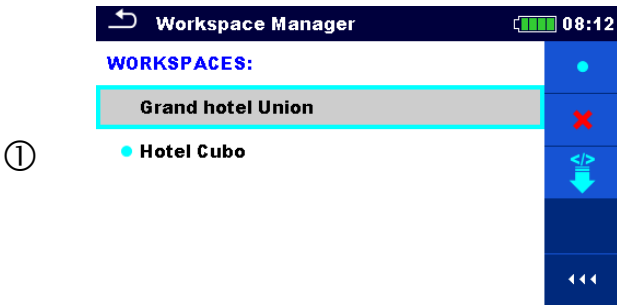 Workspace Manager 08:12
WORKSPACES:
Grand hotel Union
①
Hotel Cubo
</>